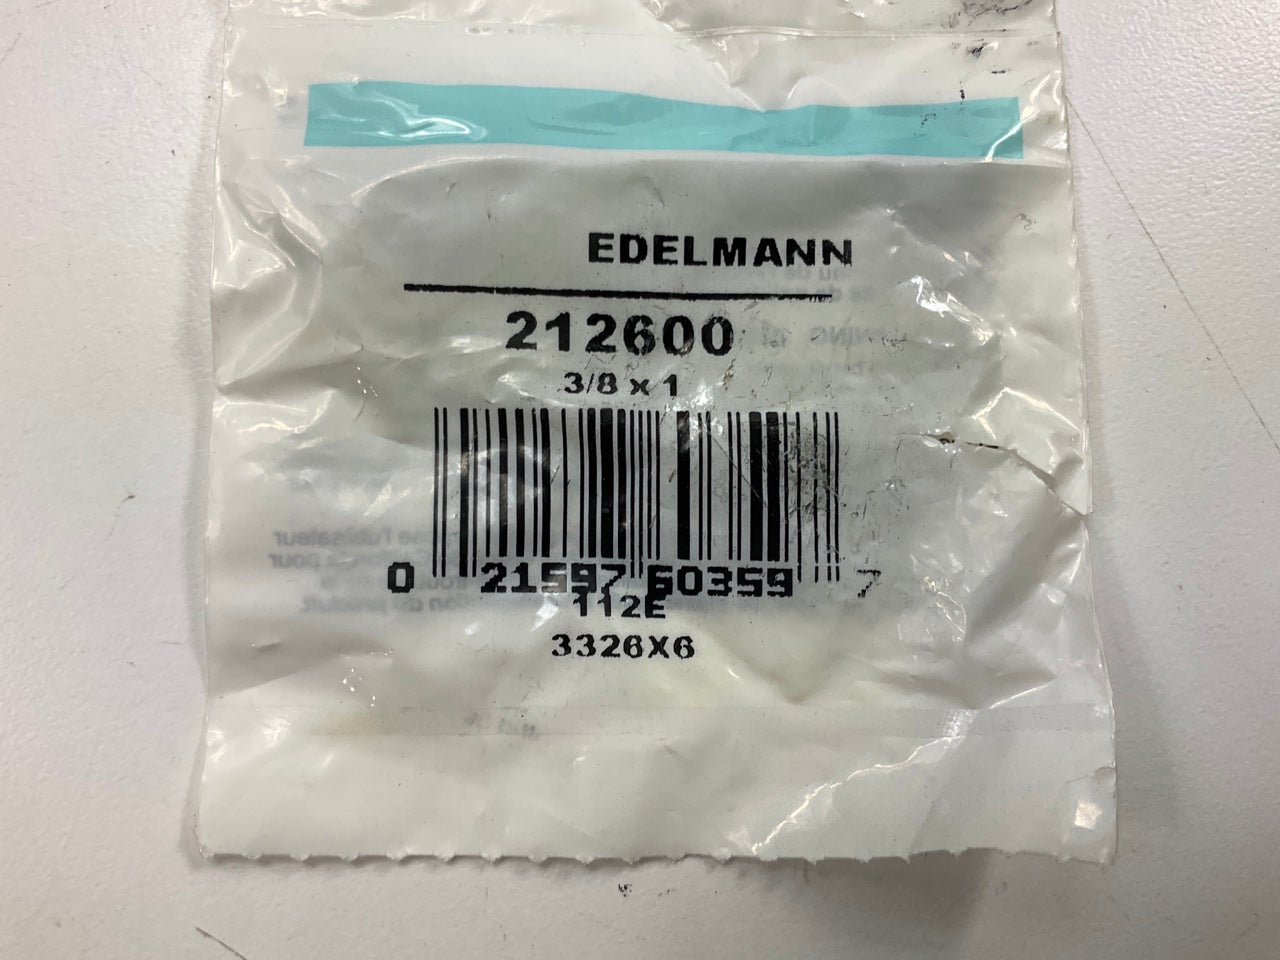 EDELMANN
212600
3/8 x 1
0 21597 60359 7
112E
3326X6